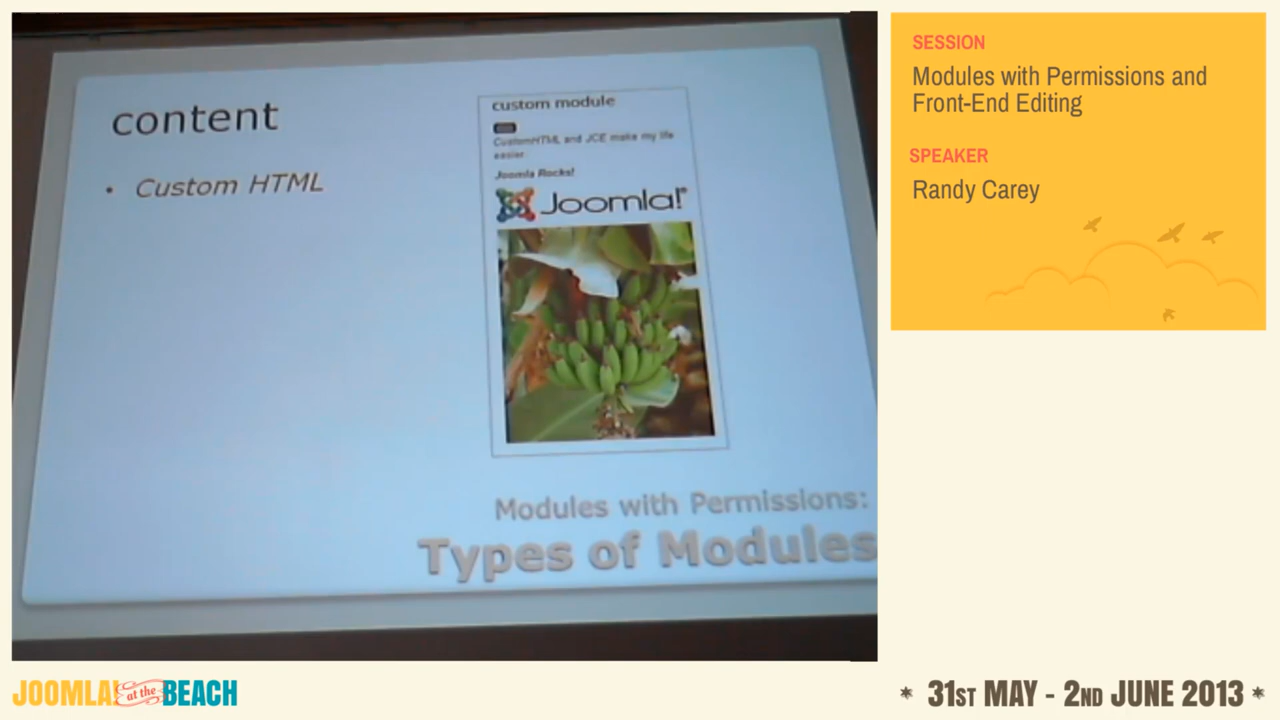 content
• Custom HTML
custom module
CustomHTML and JCE make my life
easier.
Joomla Rocks!
Joomla!®
Modules with Permissions:
Types of Modules
SESSION
Modules with Permissions and
Front-End Editing
SPEAKER
Randy Carey
JOOMLA! at the BEACH
* 31ST MAY - 2ND JUNE 2013 *